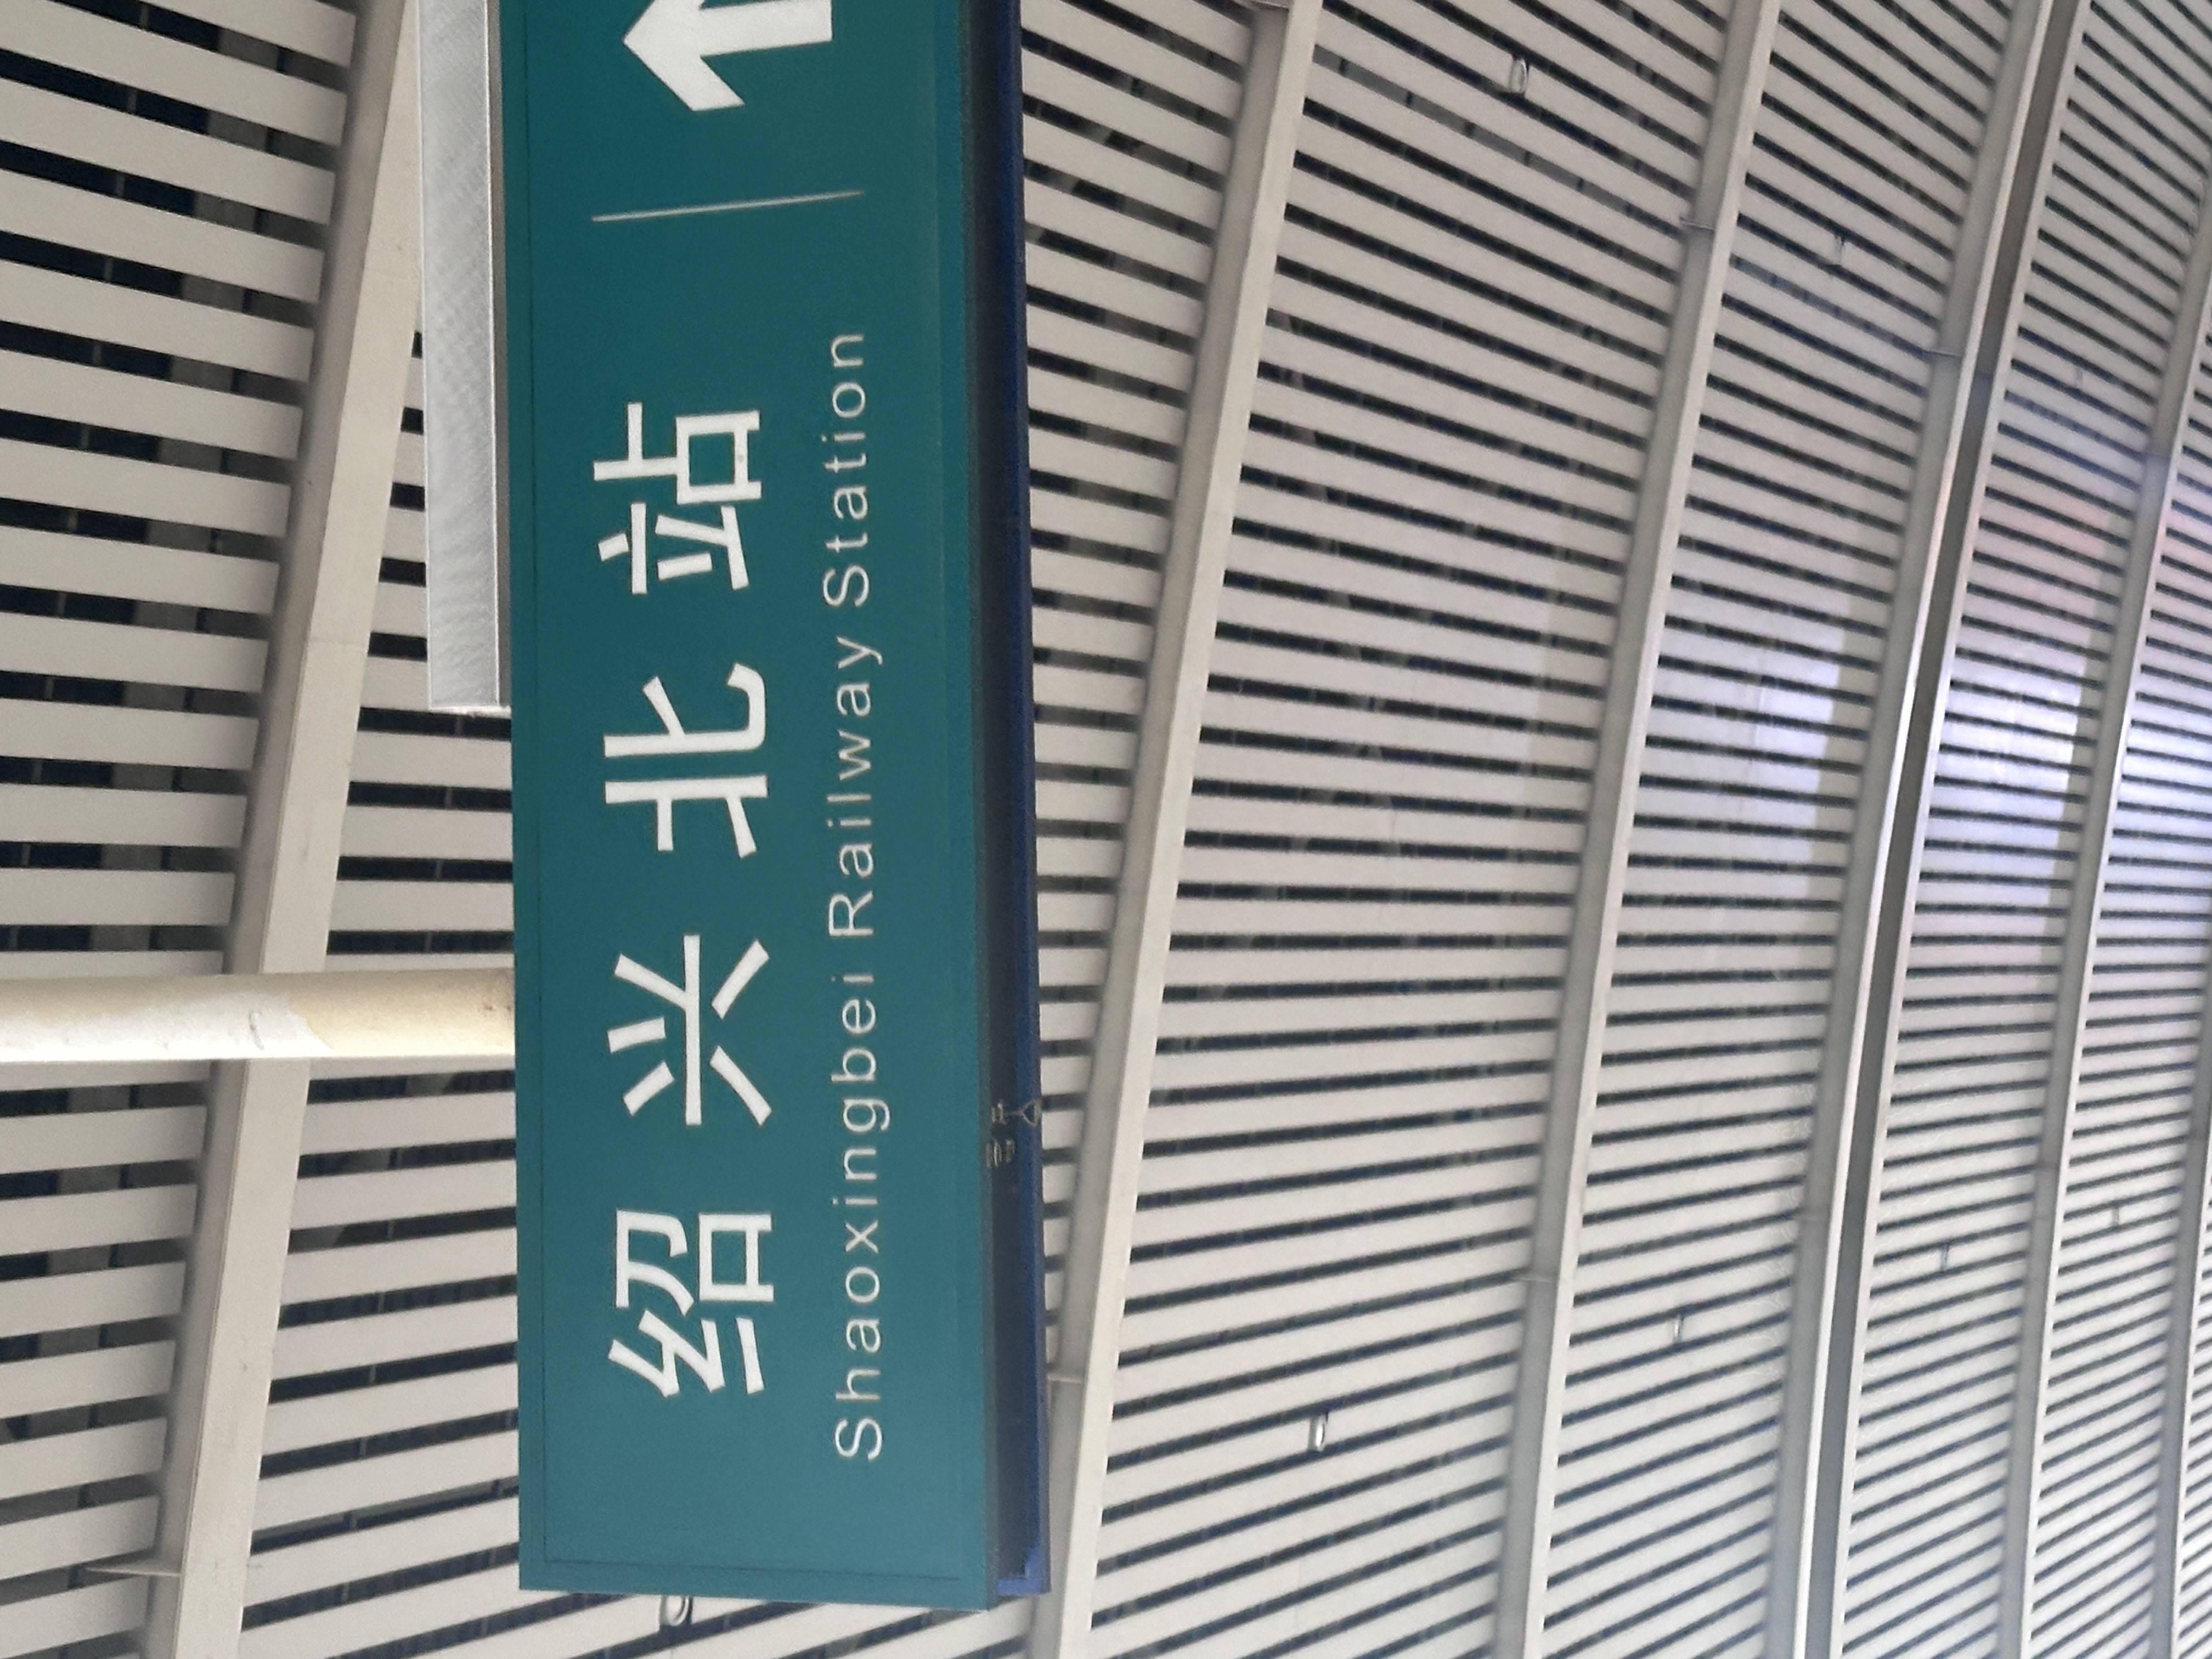 绍兴北站
Shaoxingbei Railway Station